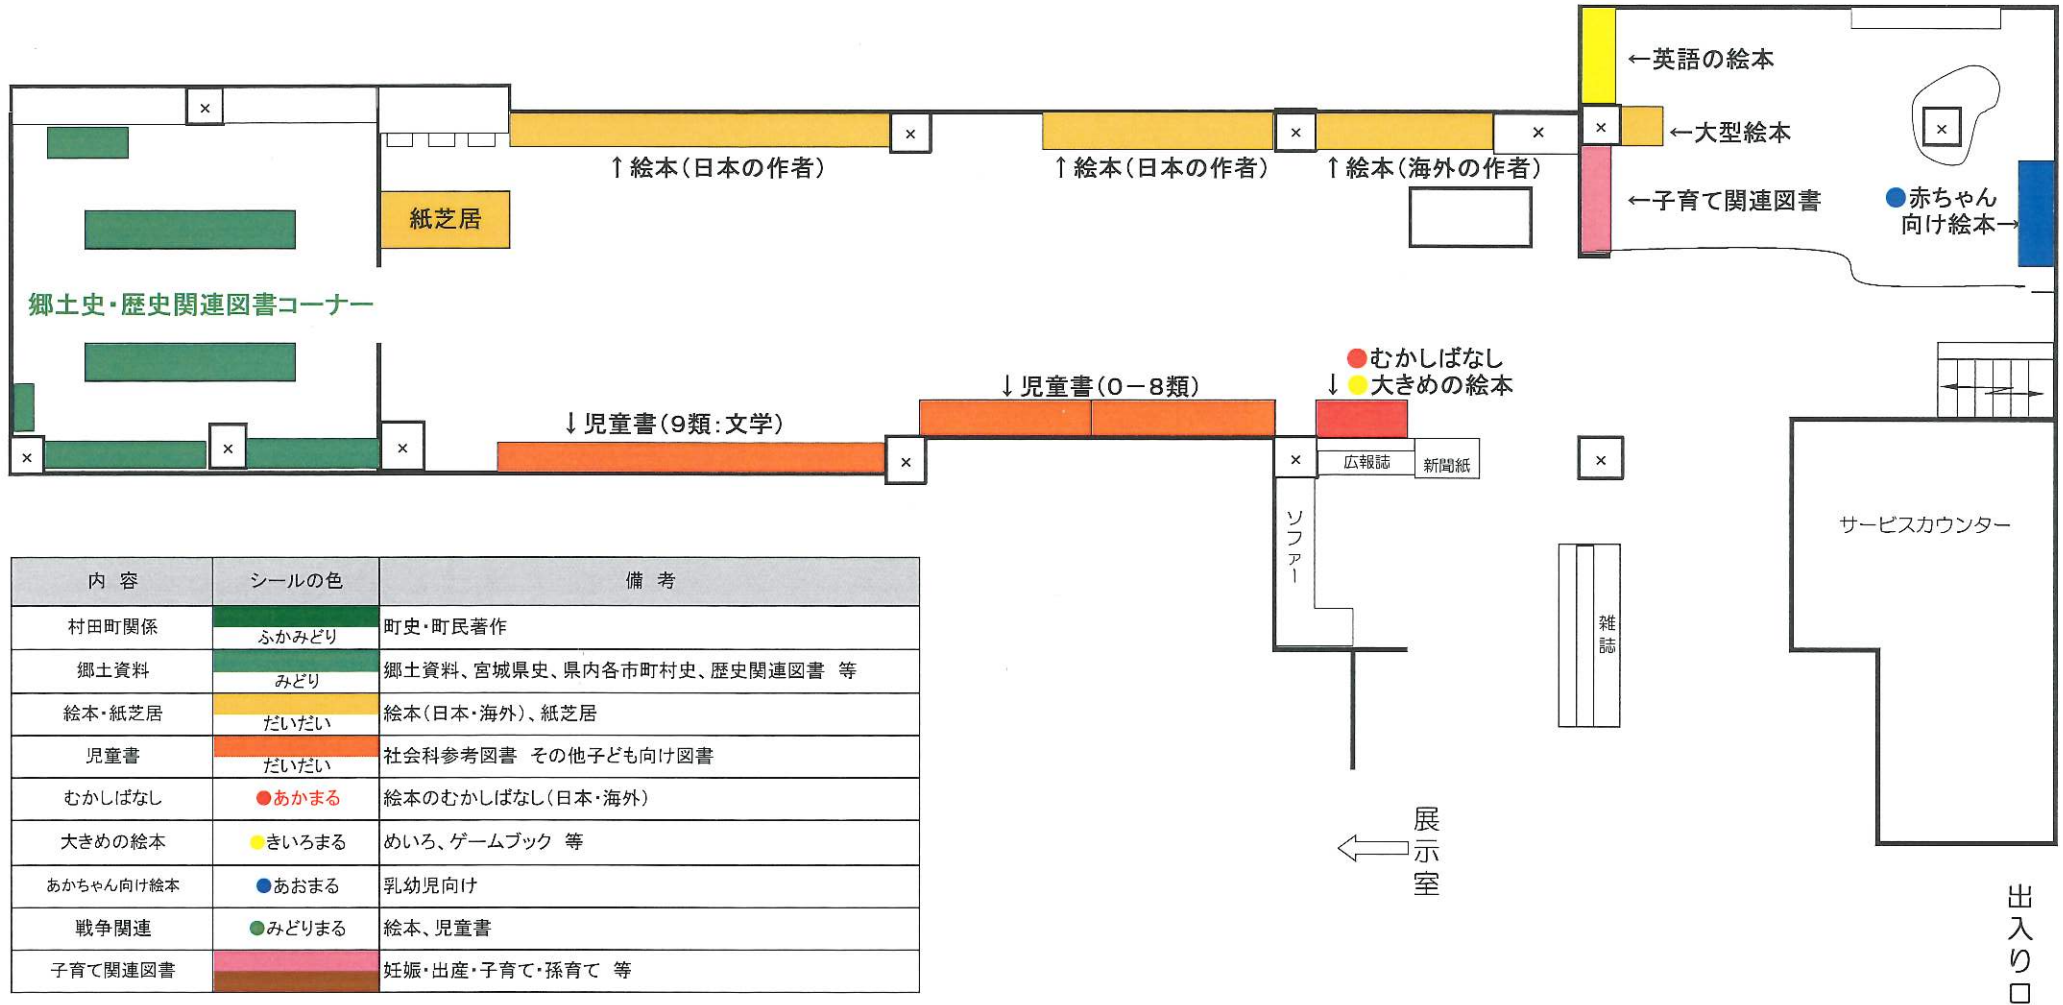 ←英語の絵本
×
×
×
×
×
×
←大型絵本
↑絵本(日本の作者)
↑絵本(日本の作者)
↑絵本(海外の作者)
紙芝居
←子育て関連図書
●赤ちゃん
向け絵本→
郷土史・歴史関連図書コーナー
●むかしばなし
↓●大きめの絵本
↓児童書(0−8類)
↓児童書(9類:文学)
×
×
×
×
×
×
広報誌
新聞紙
ソファー
サービスカウンター
雑誌
内容 シールの色 備考
村田町関係 ふかみどり 町史・町民著作
郷土資料 みどり 郷土資料、宮城県史、県内各市町村史、歴史関連図書 等
絵本・紙芝居 だいだい 絵本(日本・海外)、紙芝居
児童書 だいだい 社会科参考図書 その他子ども向け図書
むかしばなし ●あかまる 絵本のむかしばなし(日本・海外)
大きめの絵本 ●きいろまる めいろ、ゲームブック 等
あかちゃん向け絵本 ●あおまる 乳幼児向け
戦争関連 ●みどりまる 絵本、児童書
子育て関連図書 妊娠・出産・子育て・孫育て 等
展示室
出入り口